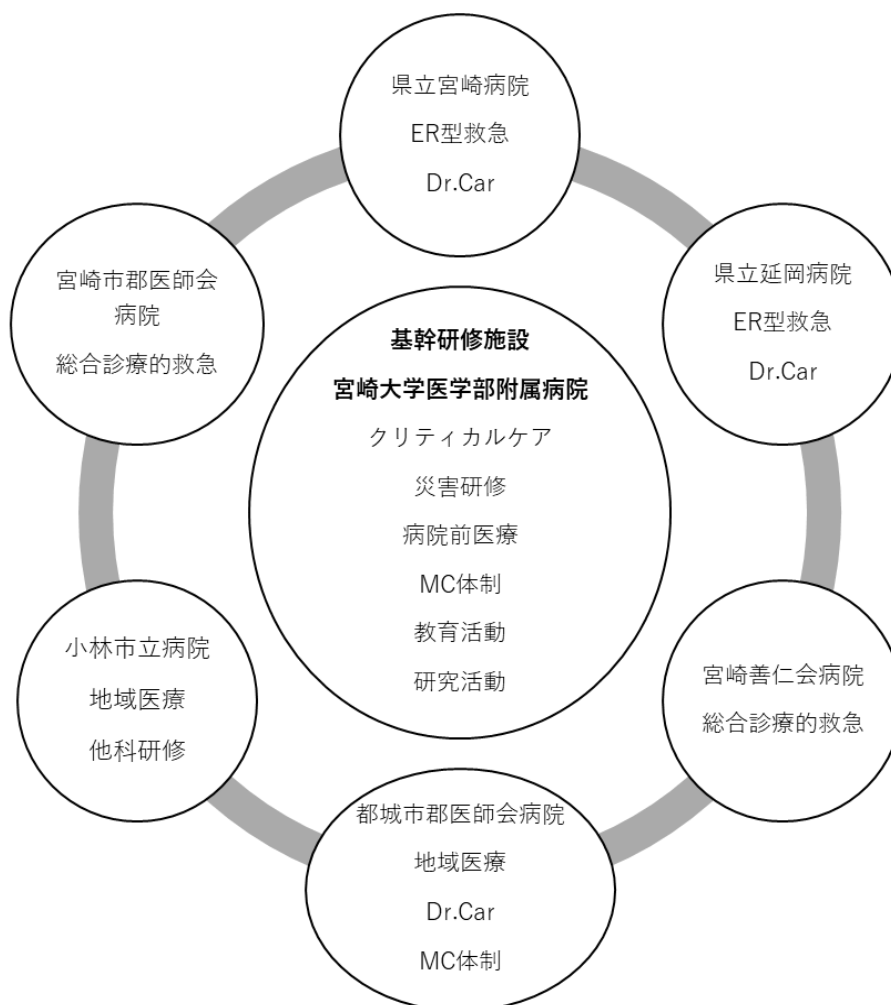 県立宮崎病院
ER型救急
Dr.Car
県立延岡病院
ER型救急
Dr.Car
宮崎善仁会病院
総合診療的救急
都城市郡医師会病院
地域医療
Dr.Car
MC体制
小林市立病院
地域医療
他科研修
宮崎市郡医師会
病院
総合診療的救急
基幹研修施設
宮崎大学医学部附属病院
クリティカルケア
災害研修
病院前医療
MC体制
教育活動
研究活動